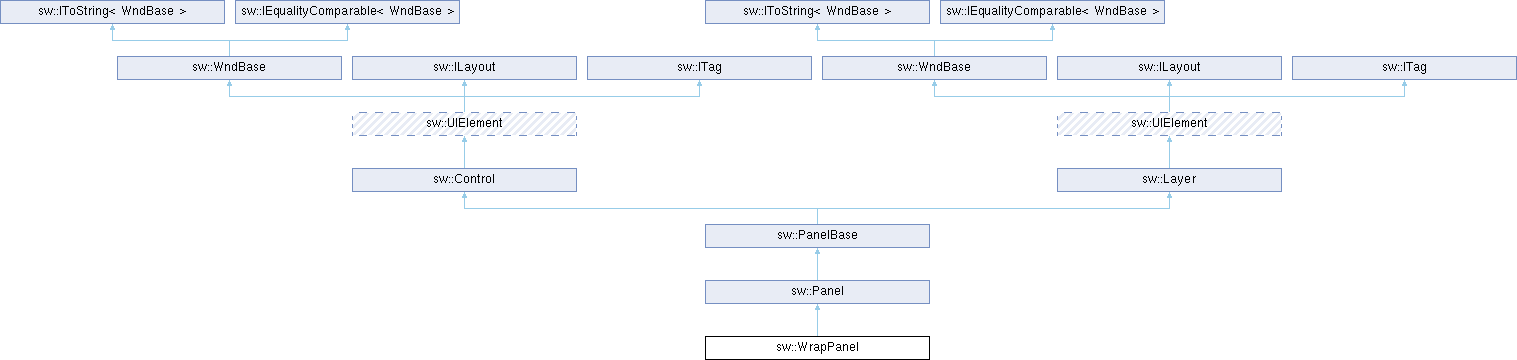 sw::IToString< WndBase >
sw::IEqualityComparable< WndBase >
sw::IToString< WndBase >
sw::IEqualityComparable< WndBase >
sw::WndBase
sw::ILayout
sw::ITag
sw::WndBase
sw::ILayout
sw::ITag
sw::UIElement
sw::UIElement
sw::Control
sw::Layer
sw::PanelBase
sw::Panel
sw::WrapPanel